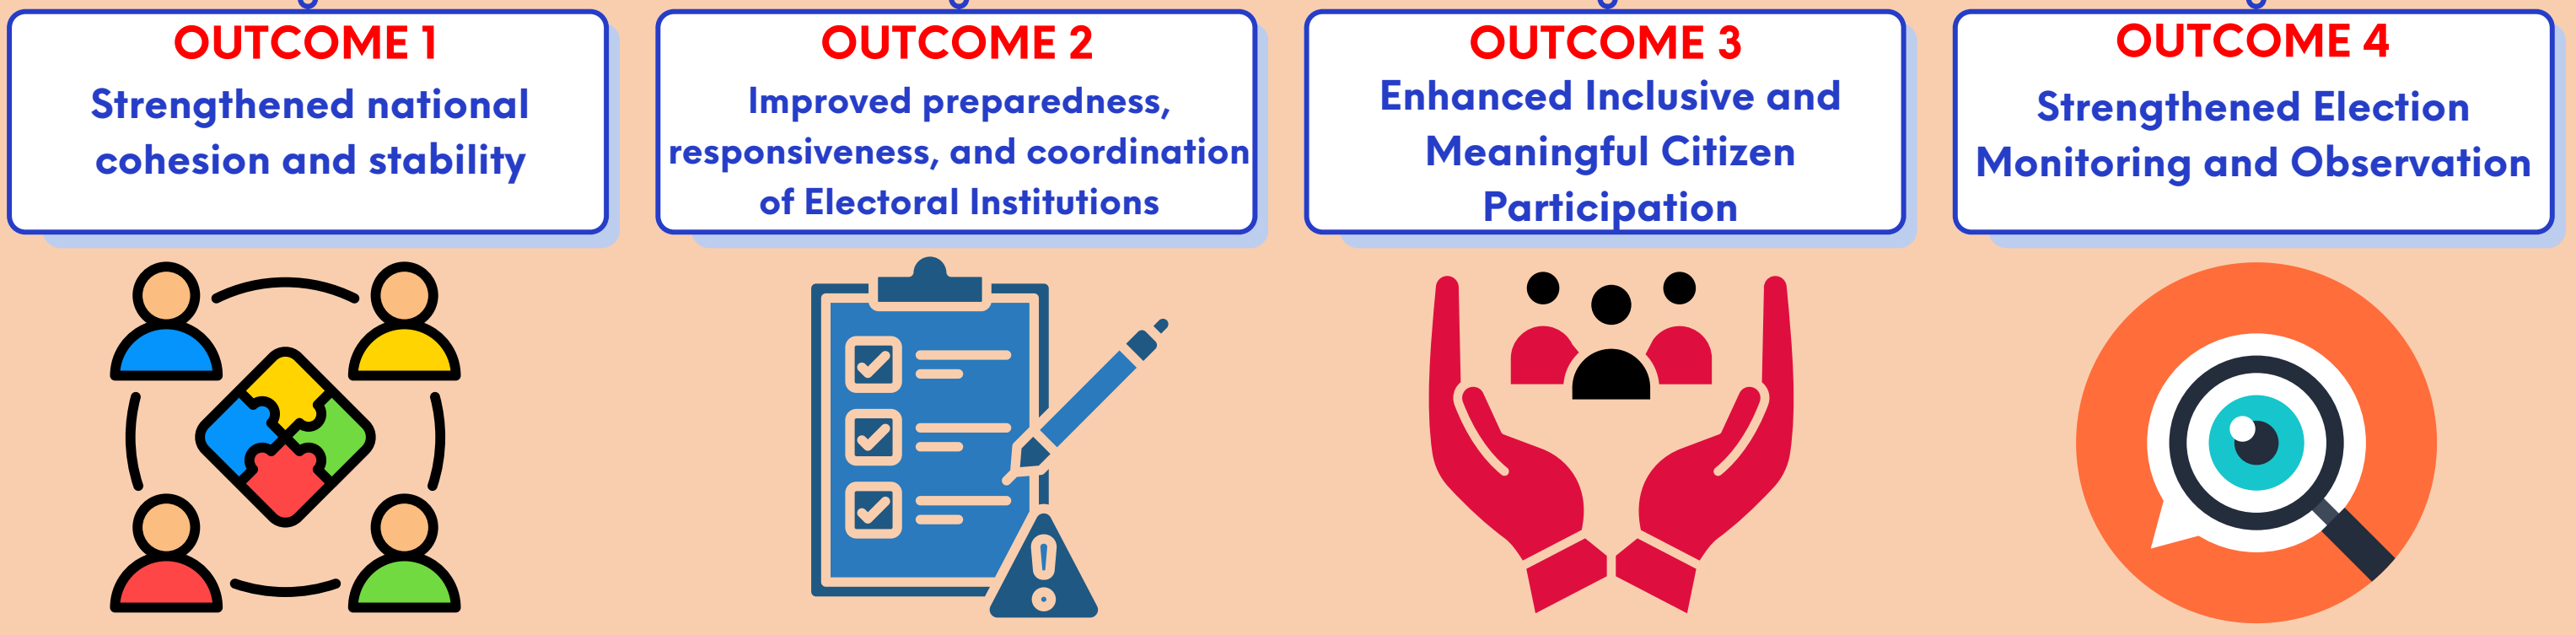 OUTCOME 1
Strengthened national
cohesion and stability
OUTCOME 2
Improved preparedness,
responsiveness, and coordination
of Electoral Institutions
OUTCOME 3
Enhanced Inclusive and
Meaningful Citizen
Participation
OUTCOME 4
Strengthened Election
Monitoring and Observation